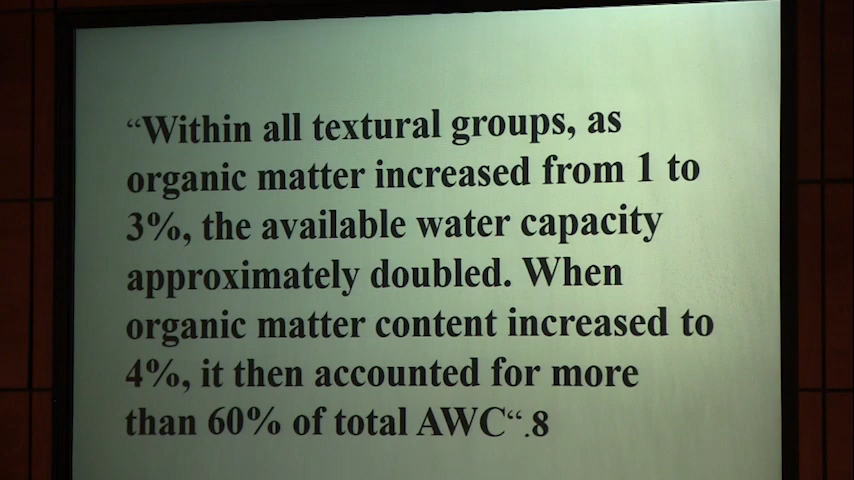 “Within all textural groups, as
organic matter increased from 1 to
3%, the available water capacity
approximately doubled. When
organic matter content increased to
4%, it then accounted for more
than 60% of total AWC“.8